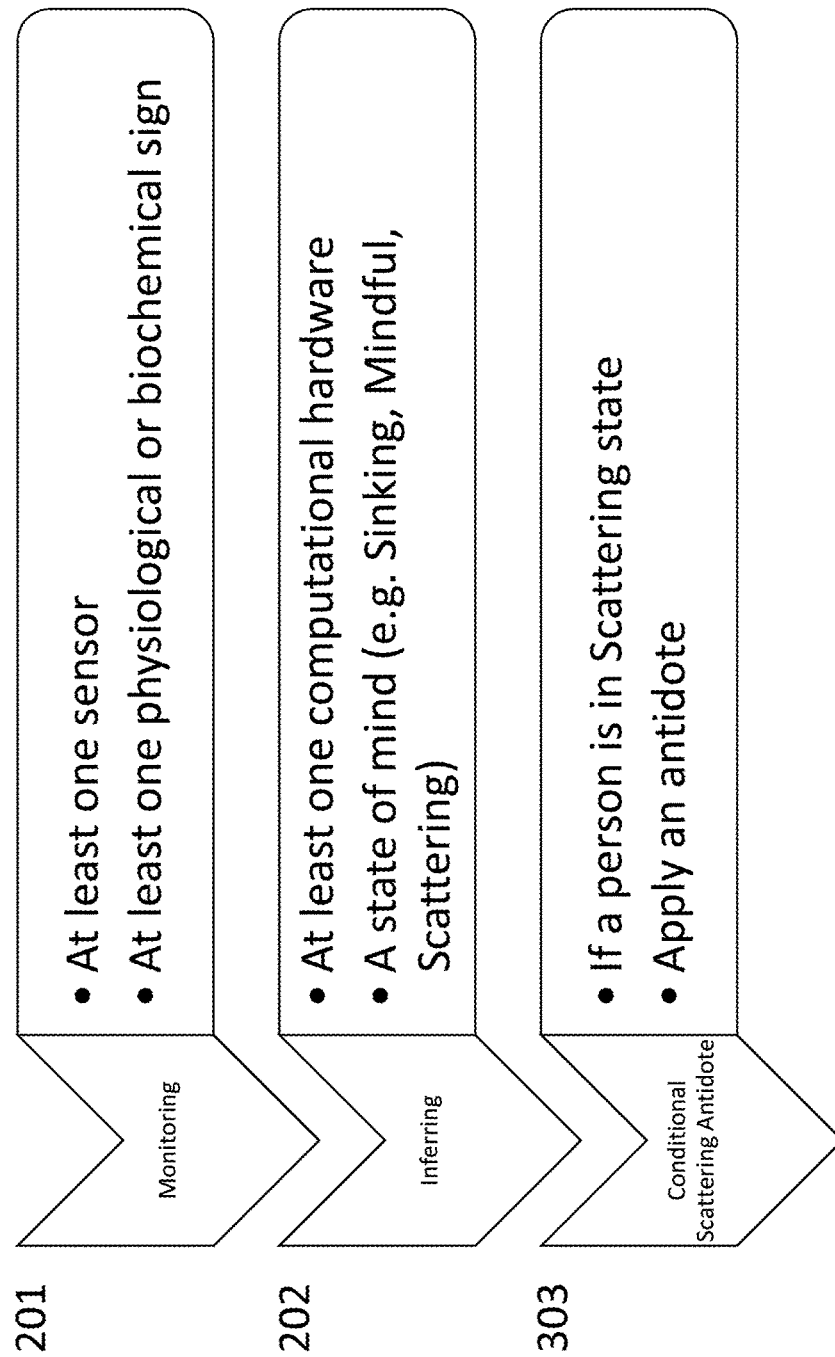 201
Monitoring
• At least one sensor
• At least one physiological or biochemical sign
202
Inferring
• At least one computational hardware
• A state of mind (e.g. Sinking, Mindful,
Scattering)
303
Conditional
Scattering Antidote
• If a person is in Scattering state
• Apply an antidote